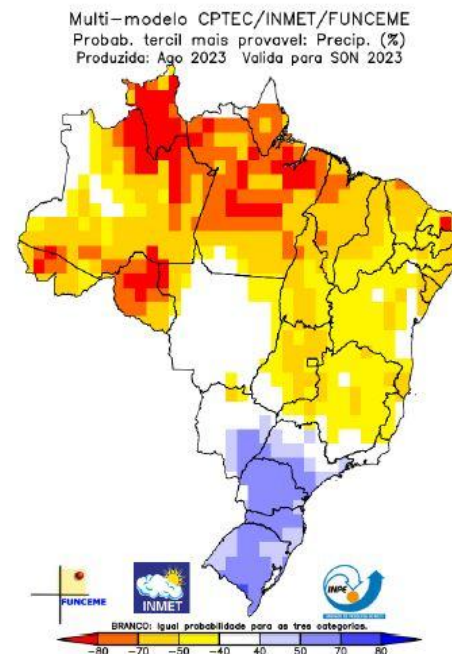 Multi-modelo CPTEC/INMET/FUNCEME
Probab. tercil mais provavel: Precip. (%)
Produzida: Ago 2023 Valida para SON 2023
FUNCEME
INMET
INPE
BRANCO: Igual probabilidade para as tres categorias.
-80 -70 -50 -40 40 50 70 80